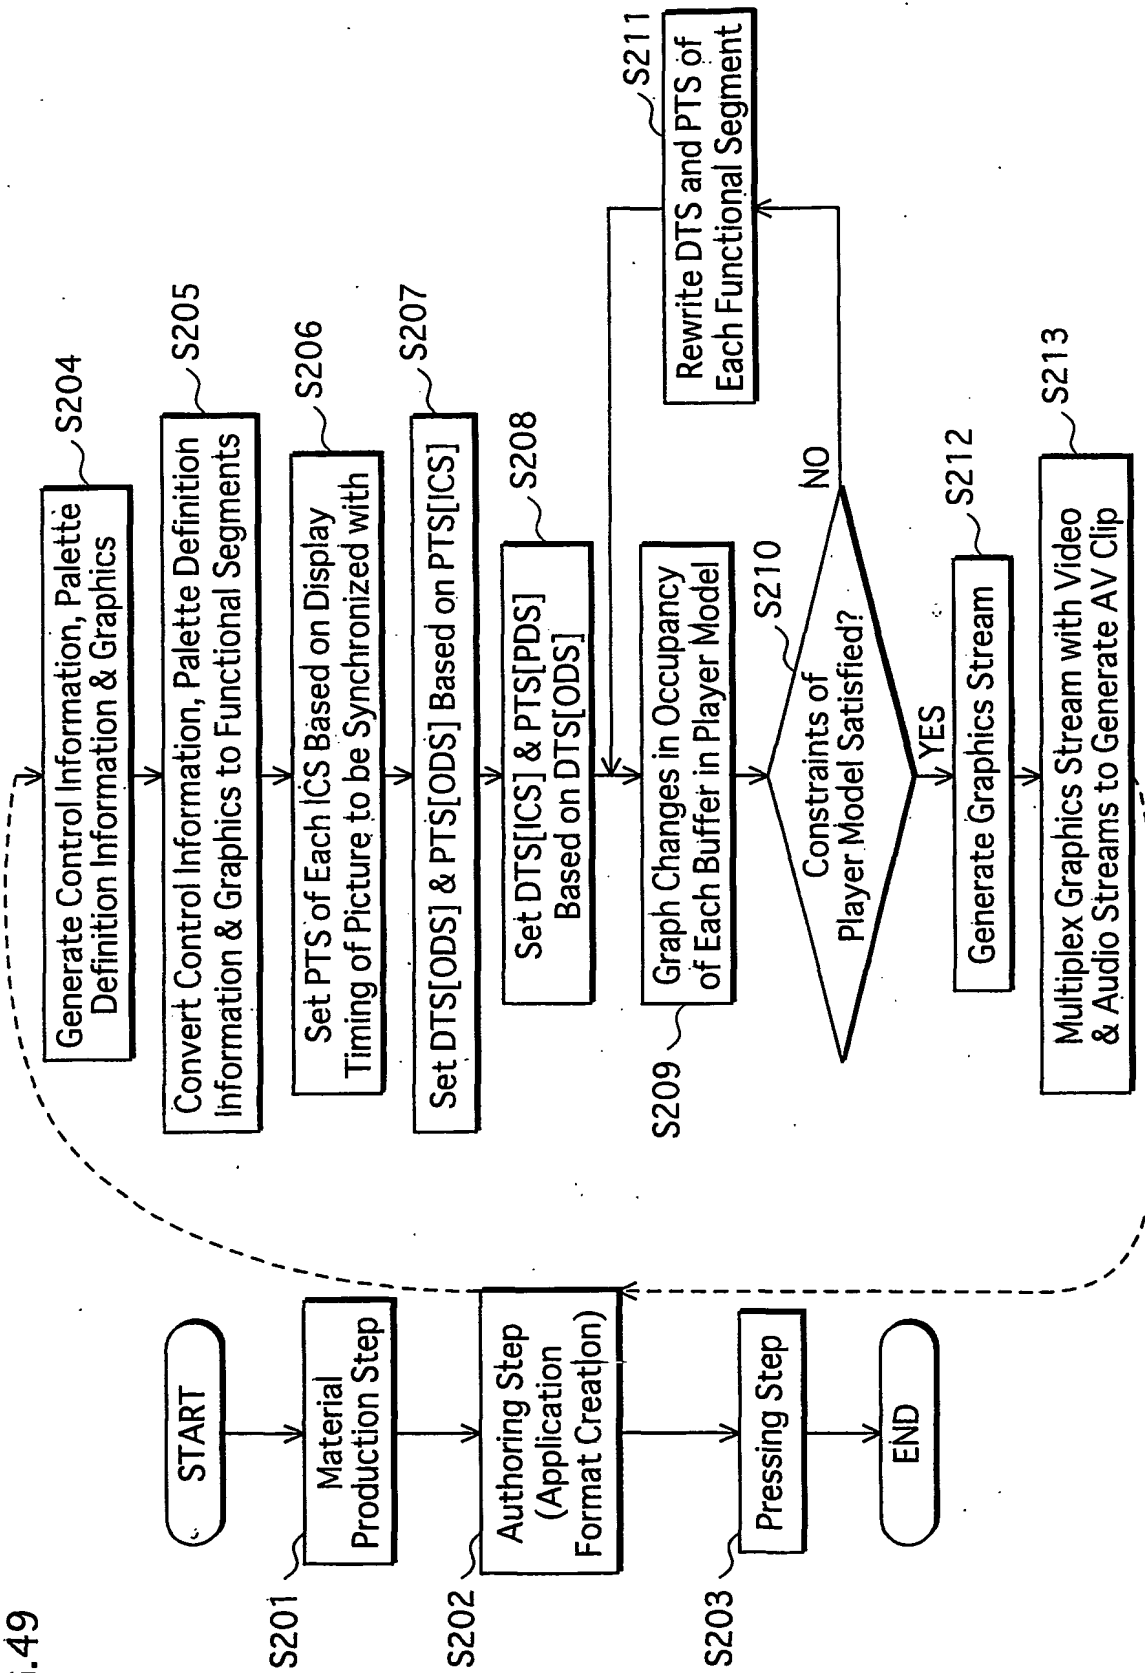 .49
START
S201
Material
Production Step
S202
Authoring Step
(Application
Format Creation)
S203
Pressing Step
END
S204
Generate Control Information, Palette
Definition Information & Graphics
S205
Convert Control Information, Palette Definition
Information & Graphics to Functional Segments
S206
Set PTS of Each ICS Based on Display
Timing of Picture to be Synchronized with
S207
Set DTS[ODS] & PTS[ODS] Based on PTS[ICS]
S208
Set DTS[ICS] & PTS[PDS]
Based on DTS[ODS]
S209
Graph Changes in Occupancy
of Each Buffer in Player Model
S210
Constraints of
Player Model Satisfied?
NO
YES
S211
Rewrite DTS and PTS of
Each Functional Segment
S212
Generate Graphics Stream
S213
Multiplex Graphics Stream with Video
& Audio Streams to Generate AV Clip